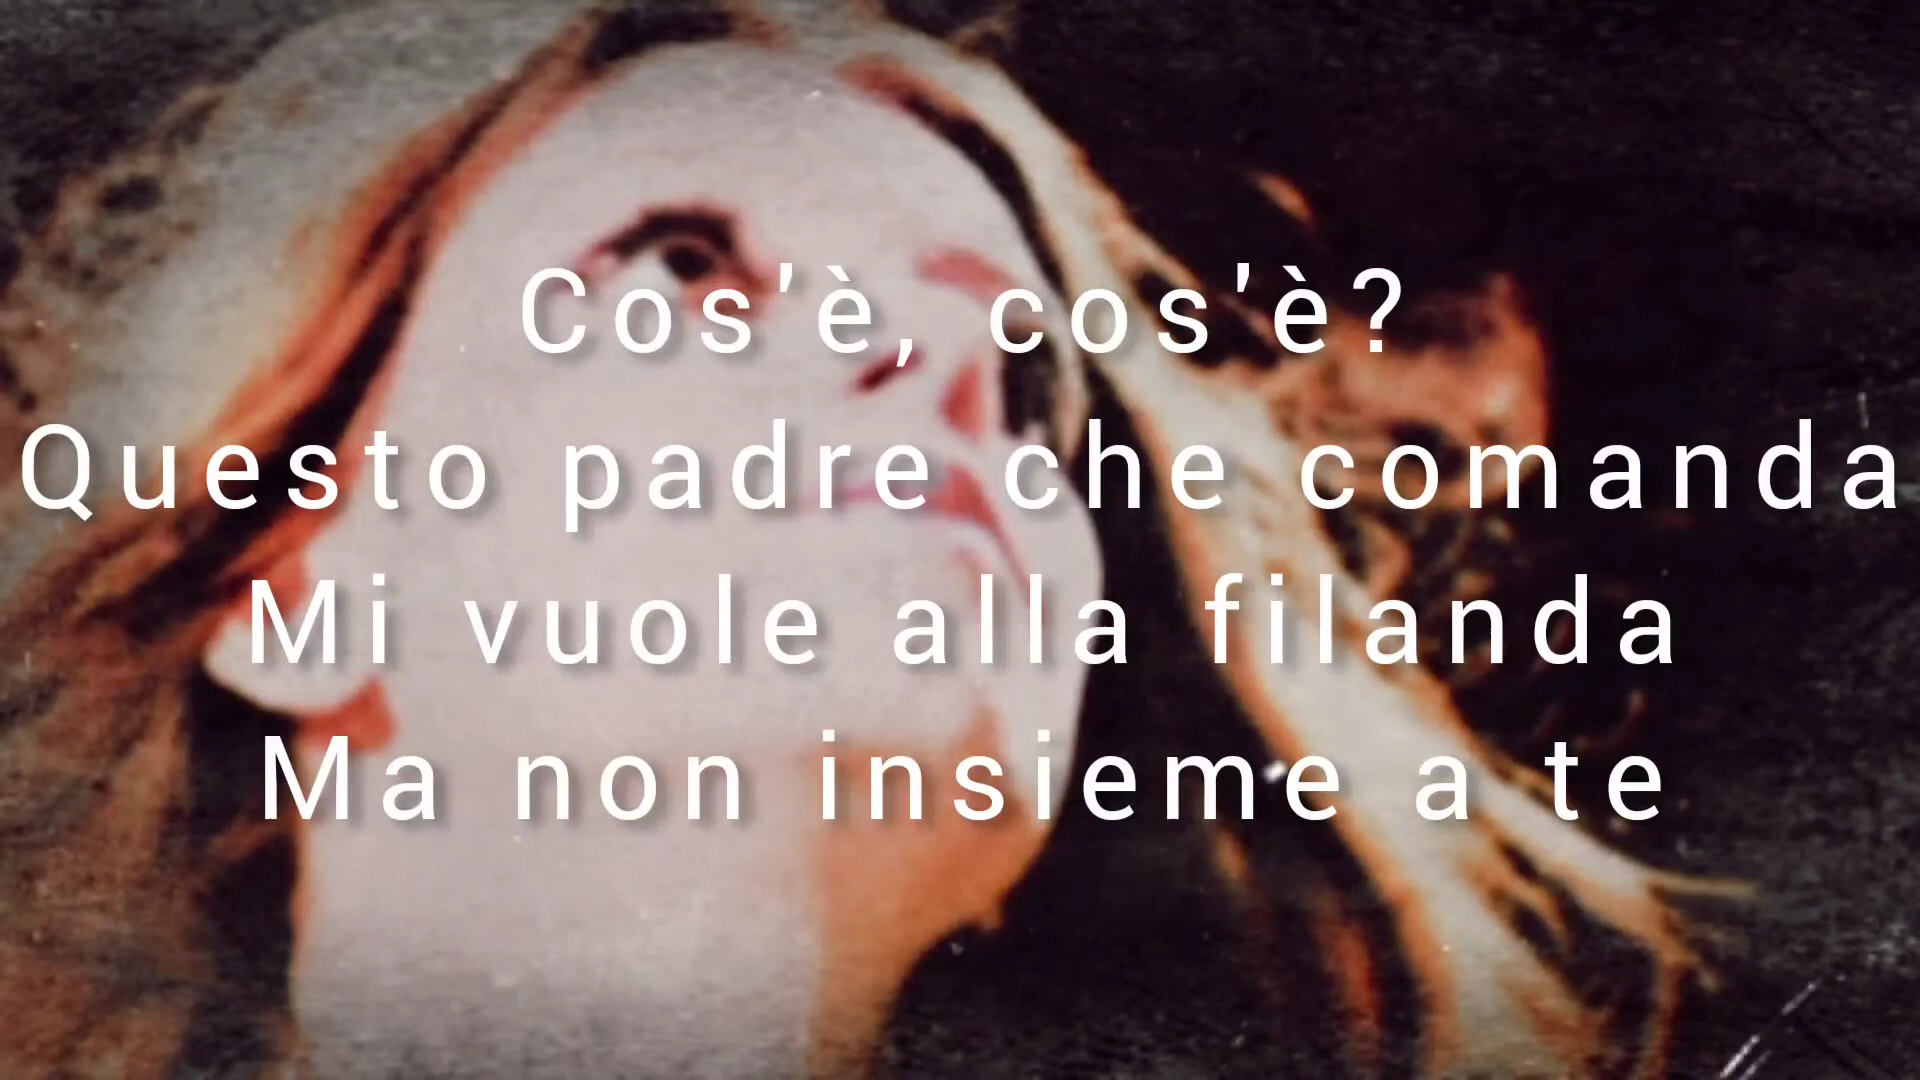 Cos'è, cos'è?
Questo padre che comanda
Mi vuole alla filanda
Ma non insieme a te